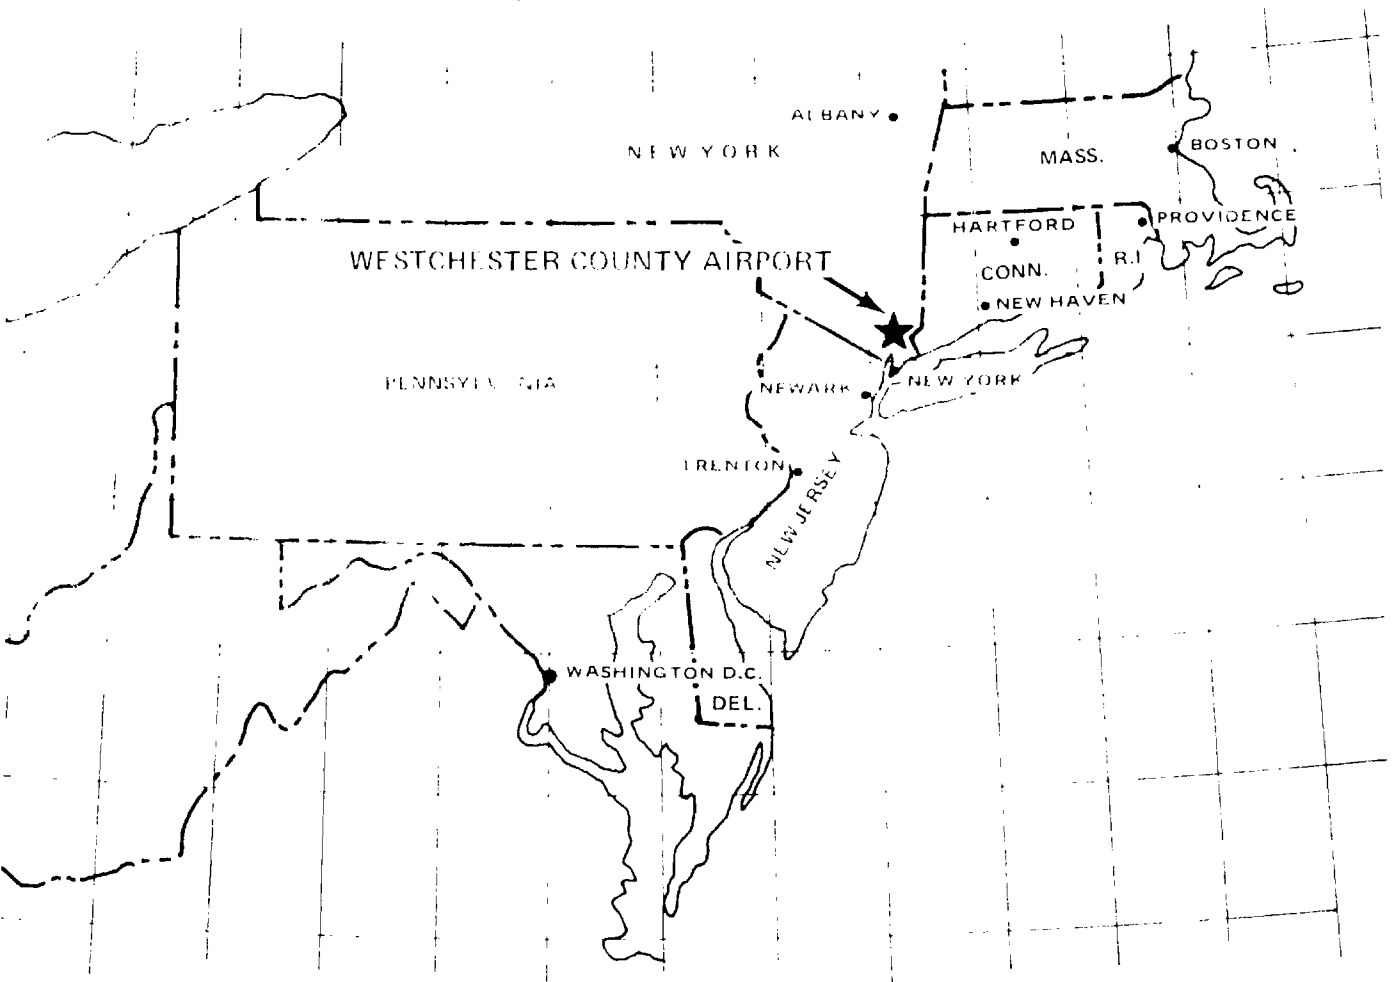 ALBANY
NEW YORK
MASS.
BOSTON
PROVIDENCE
HARTFORD
WESTCHESTER COUNTY AIRPORT
R.I
CONN.
NEW HAVEN
NEW YORK
NEWARK
TRENTON
NEW JERSEY
WASHINGTON D.C.
DEL.